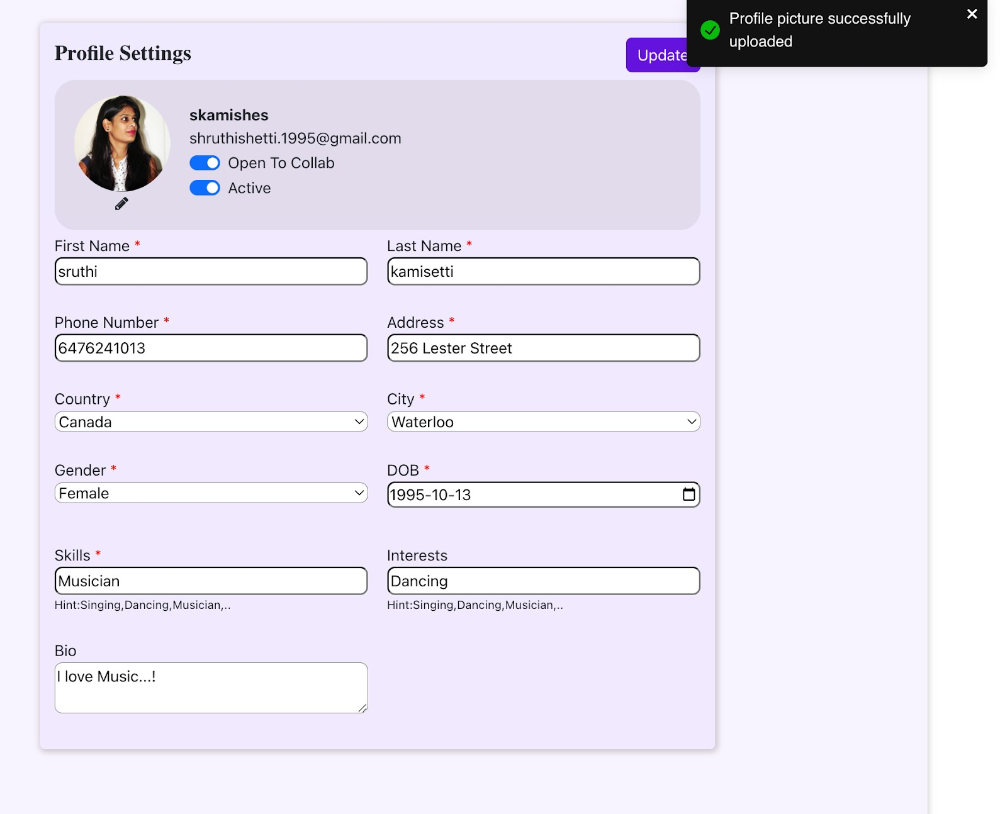 Profile picture successfully
uploaded
Profile Settings
Update
skamishes
shruthishetti.1995@gmail.com
Open To Collab
Active
First Name *
Last Name *
sruthi
kamisetti
Phone Number *
Address *
6476241013
256 Lester Street
Country *
City *
Canada
Waterloo
Gender *
DOB *
Female
1995-10-13
Skills *
Interests
Musician
Dancing
Hint:Singing,Dancing,Musician,..
Hint:Singing,Dancing,Musician,..
Bio
I love Music...!